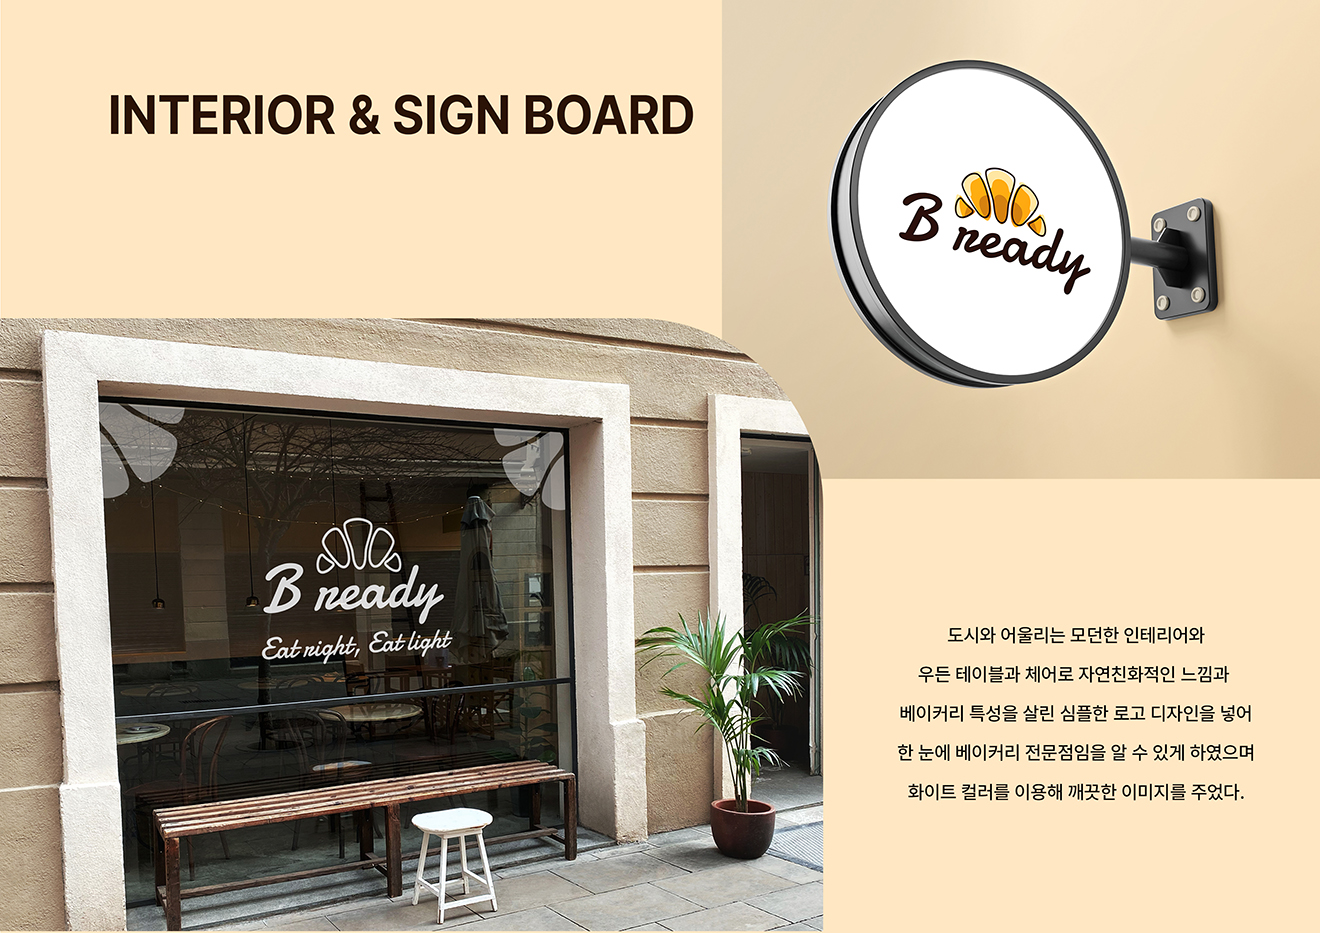 INTERIOR & SIGN BOARD
B ready
B ready
Eat right, Eat light
도시와 어울리는 모던한 인테리어와
우든 테이블과 체어로 자연친화적인 느낌과
베이커리 특성을 살린 심플한 로고 디자인을 넣어
한 눈에 베이커리 전문점임을 알 수 있게 하였으며
화이트 컬러를 이용해 깨끗한 이미지를 주었다.